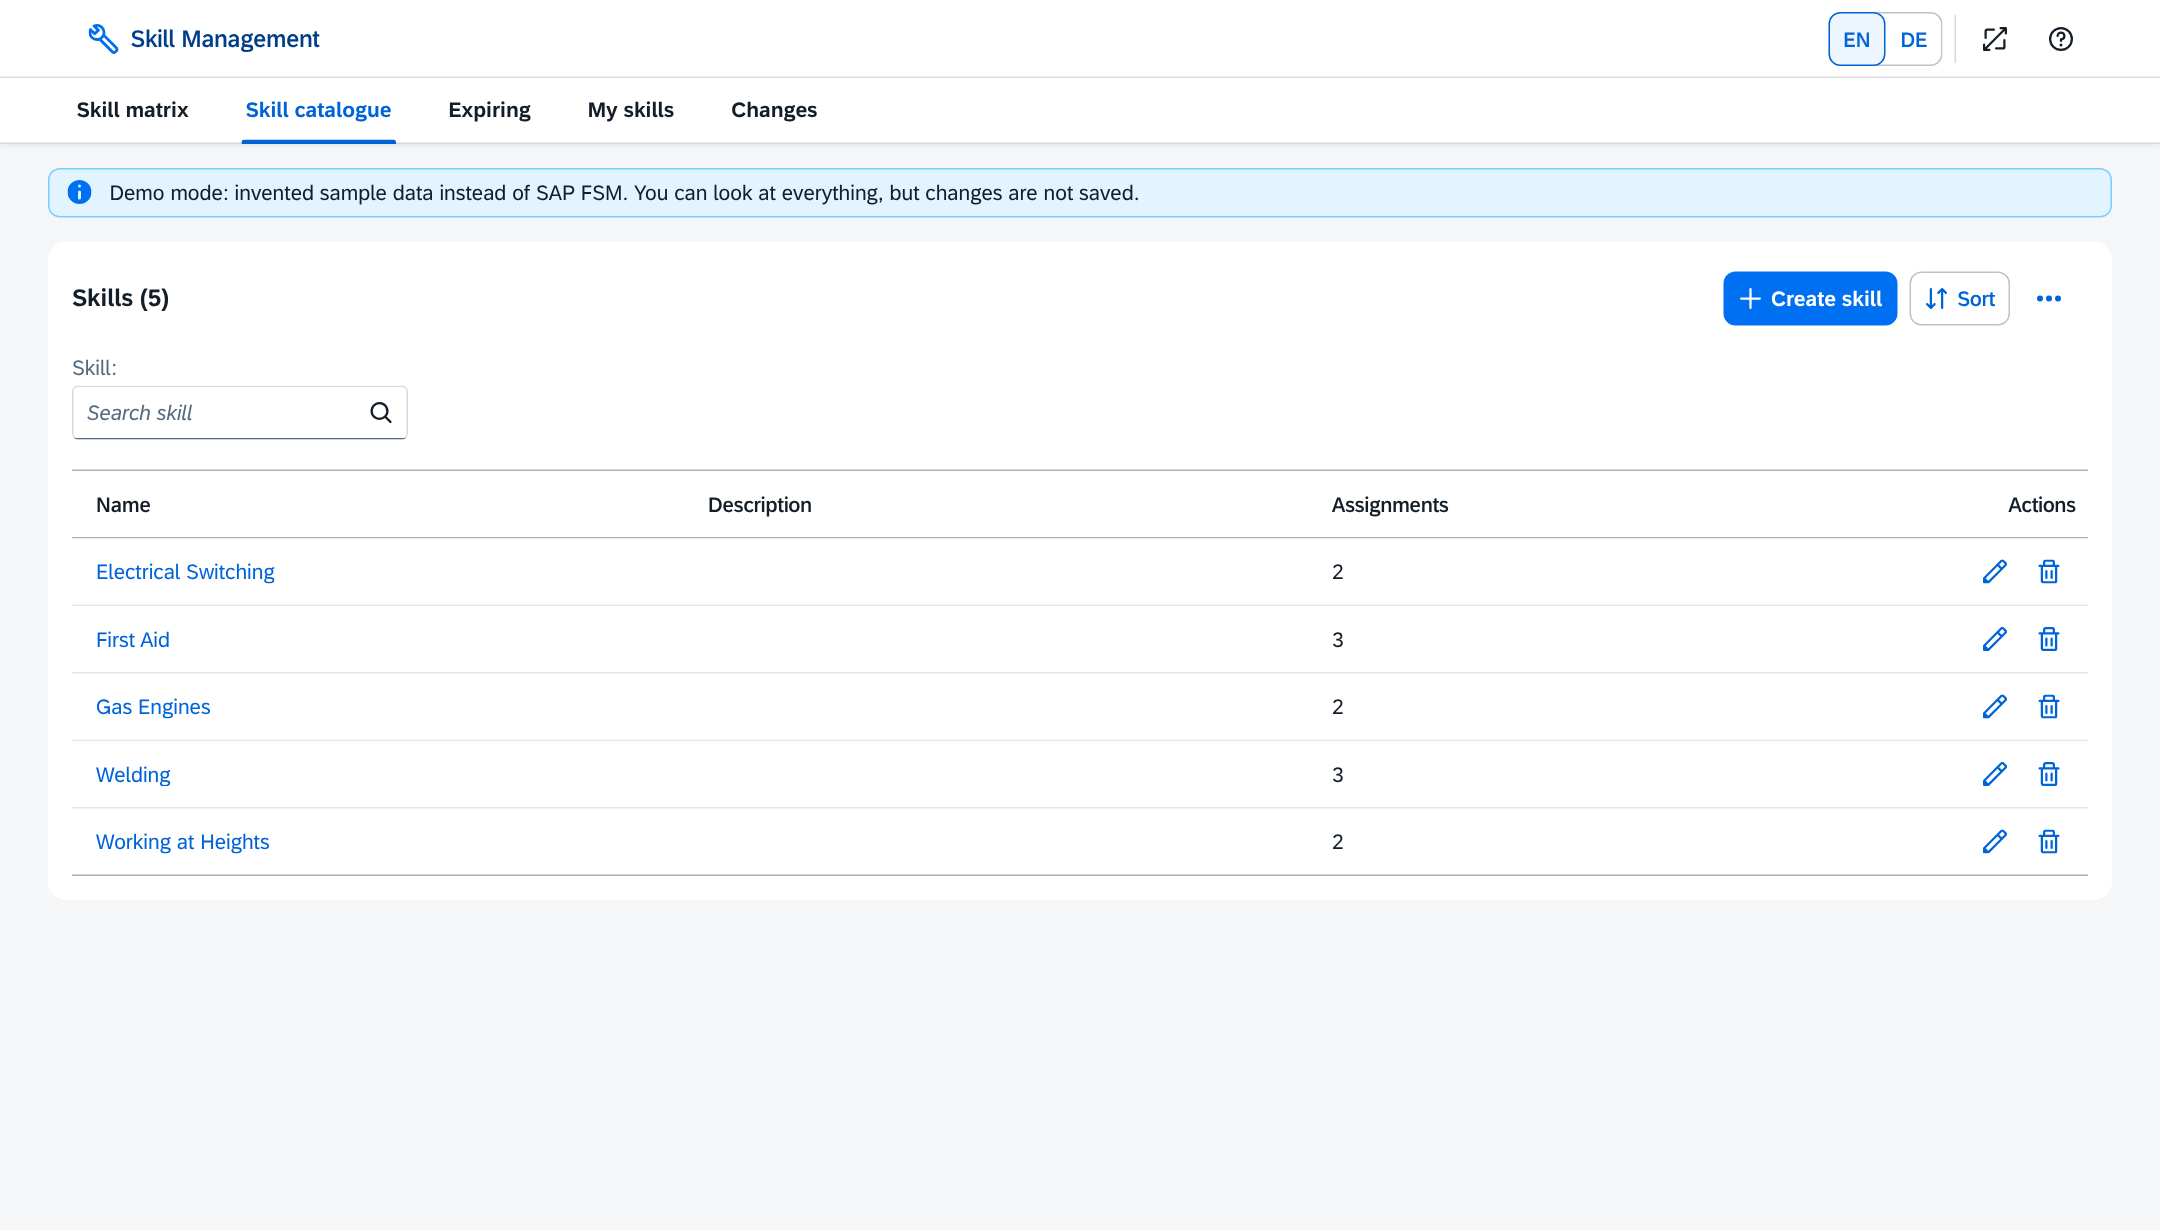 Skill Management
EN DE
Skill matrix Skill catalogue Expiring My skills Changes
Demo mode: invented sample data instead of SAP FSM. You can look at everything, but changes are not saved.
Skills (5)
Create skill Sort
Skill:
Search skill
Name Description Assignments Actions
Electrical Switching 2
First Aid 3
Gas Engines 2
Welding 3
Working at Heights 2